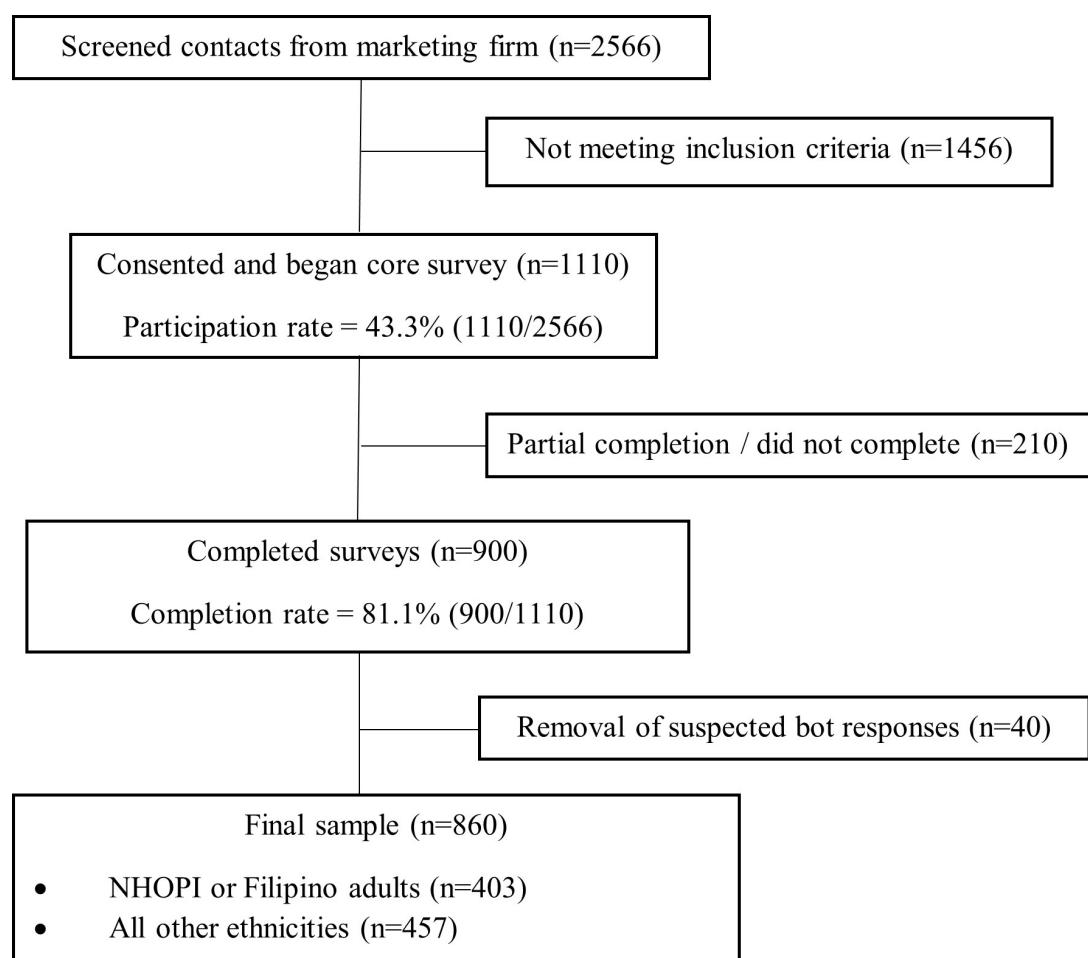 Screened contacts from marketing firm (n=2566)
Not meeting inclusion criteria (n=1456)
Consented and began core survey (n=1110)
Participation rate = 43.3% (1110/2566)
Partial completion / did not complete (n=210)
Completed surveys (n=900)
Completion rate = 81.1% (900/1110)
Removal of suspected bot responses (n=40)
Final sample (n=860)
• NHOPI or Filipino adults (n=403)
• All other ethnicities (n=457)